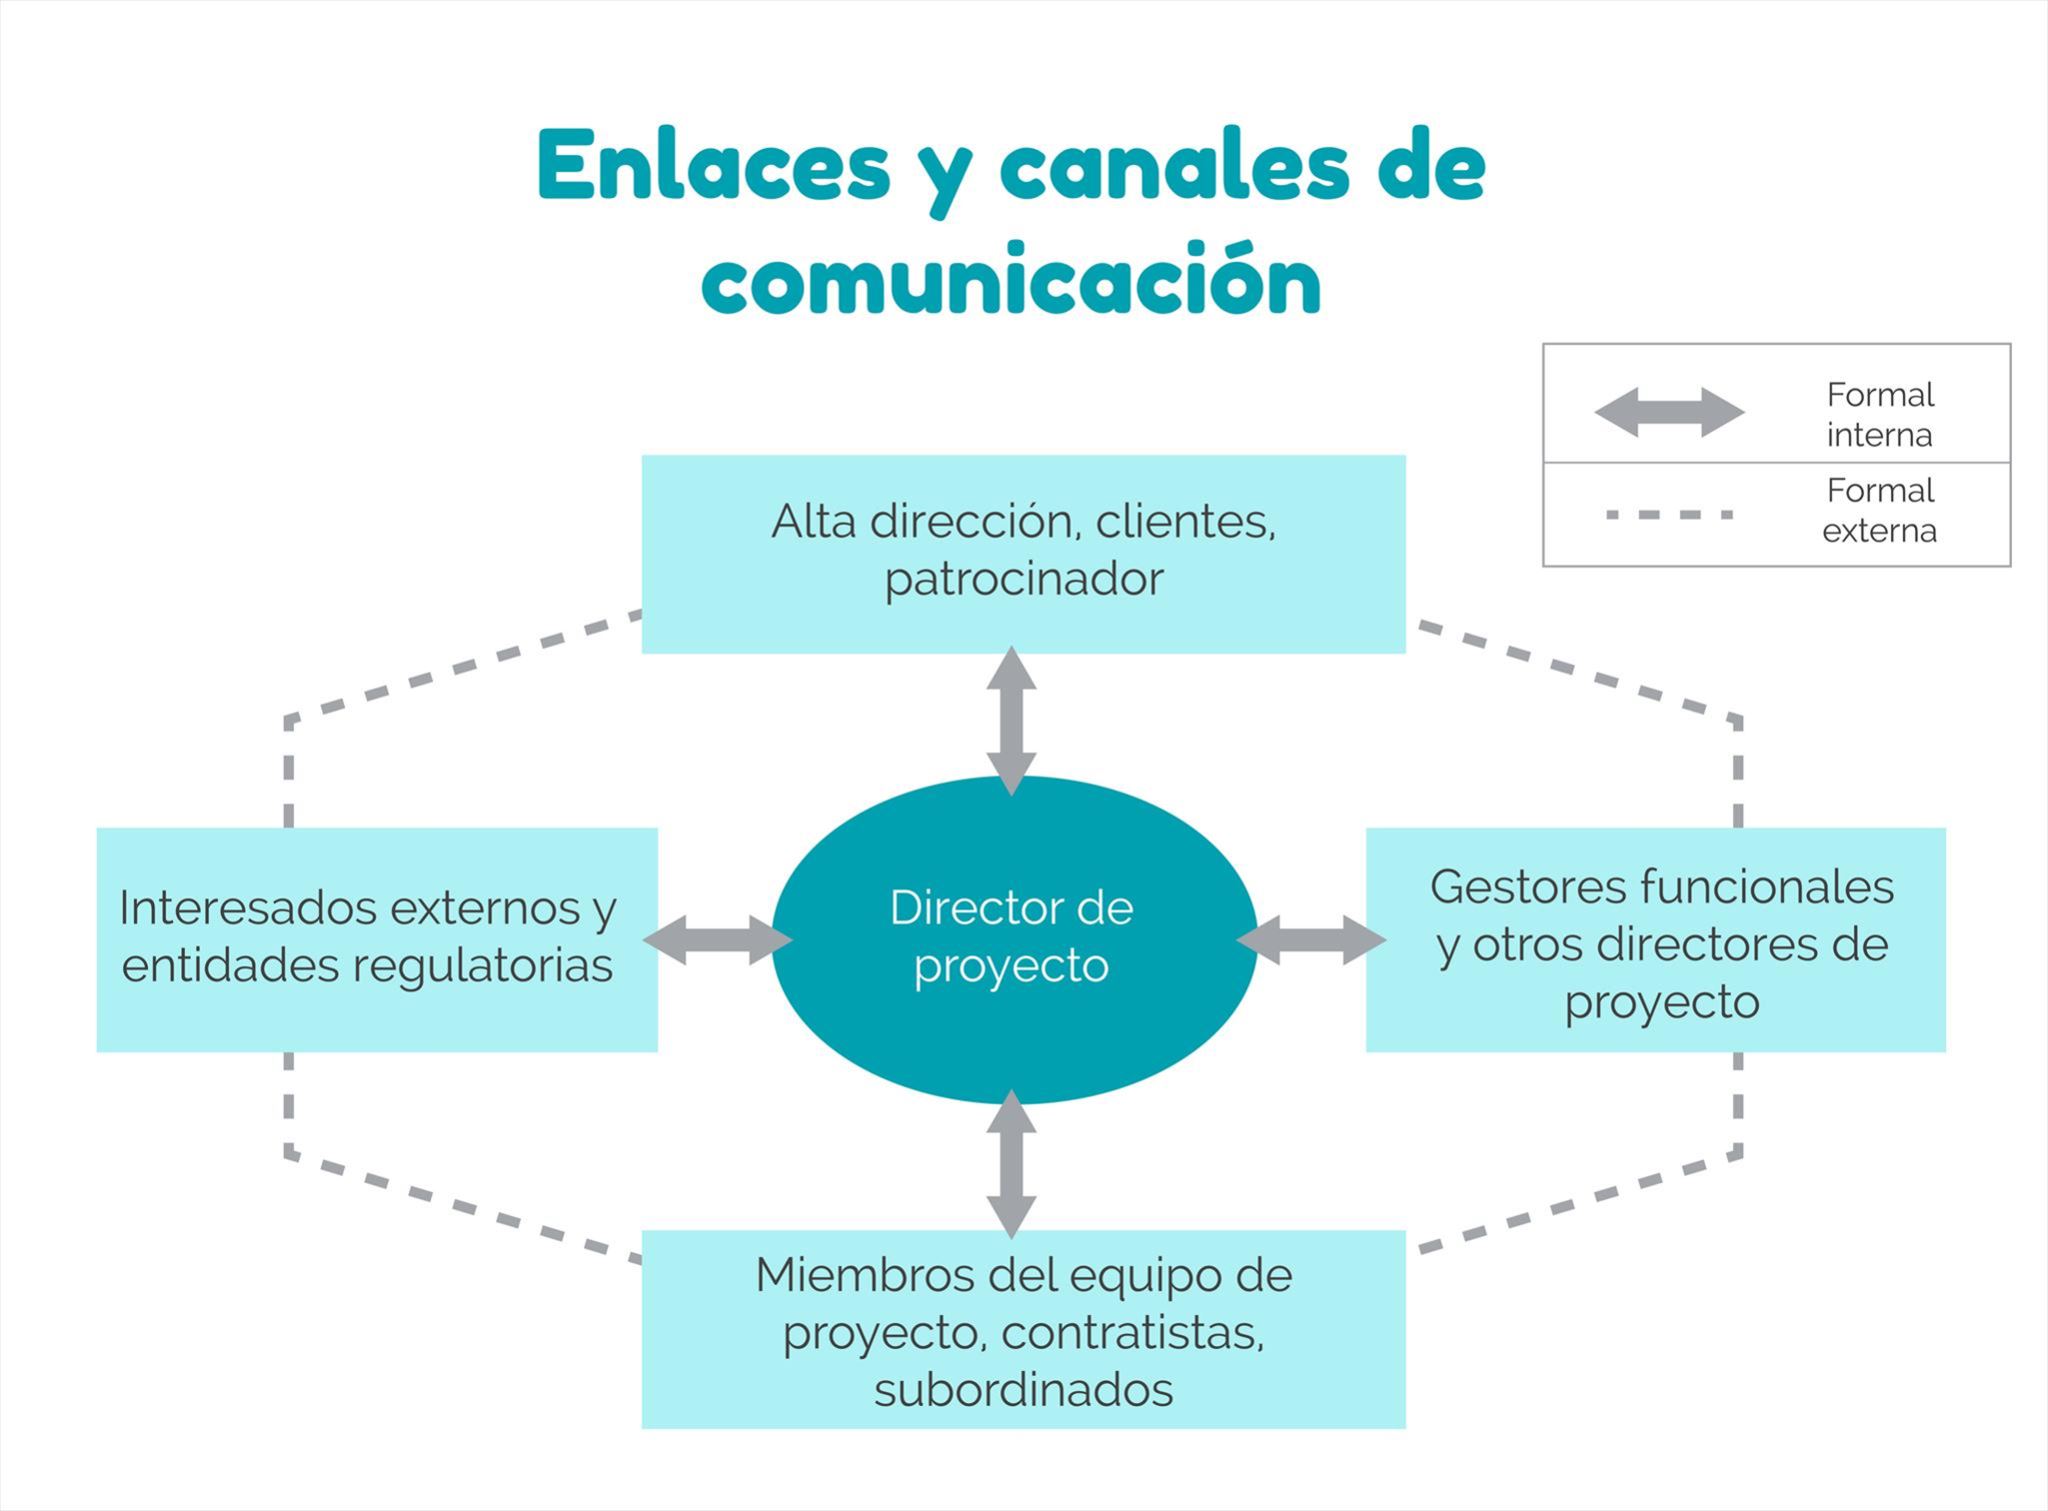 Enlaces y canales de
comunicación
Formal
interna
Formal
externa
Alta dirección, clientes,
patrocinador
Interesados externos y
entidades regulatorias
Director de
proyecto
Gestores funcionales
y otros directores de
proyecto
Miembros del equipo de
proyecto, contratistas,
subordinados